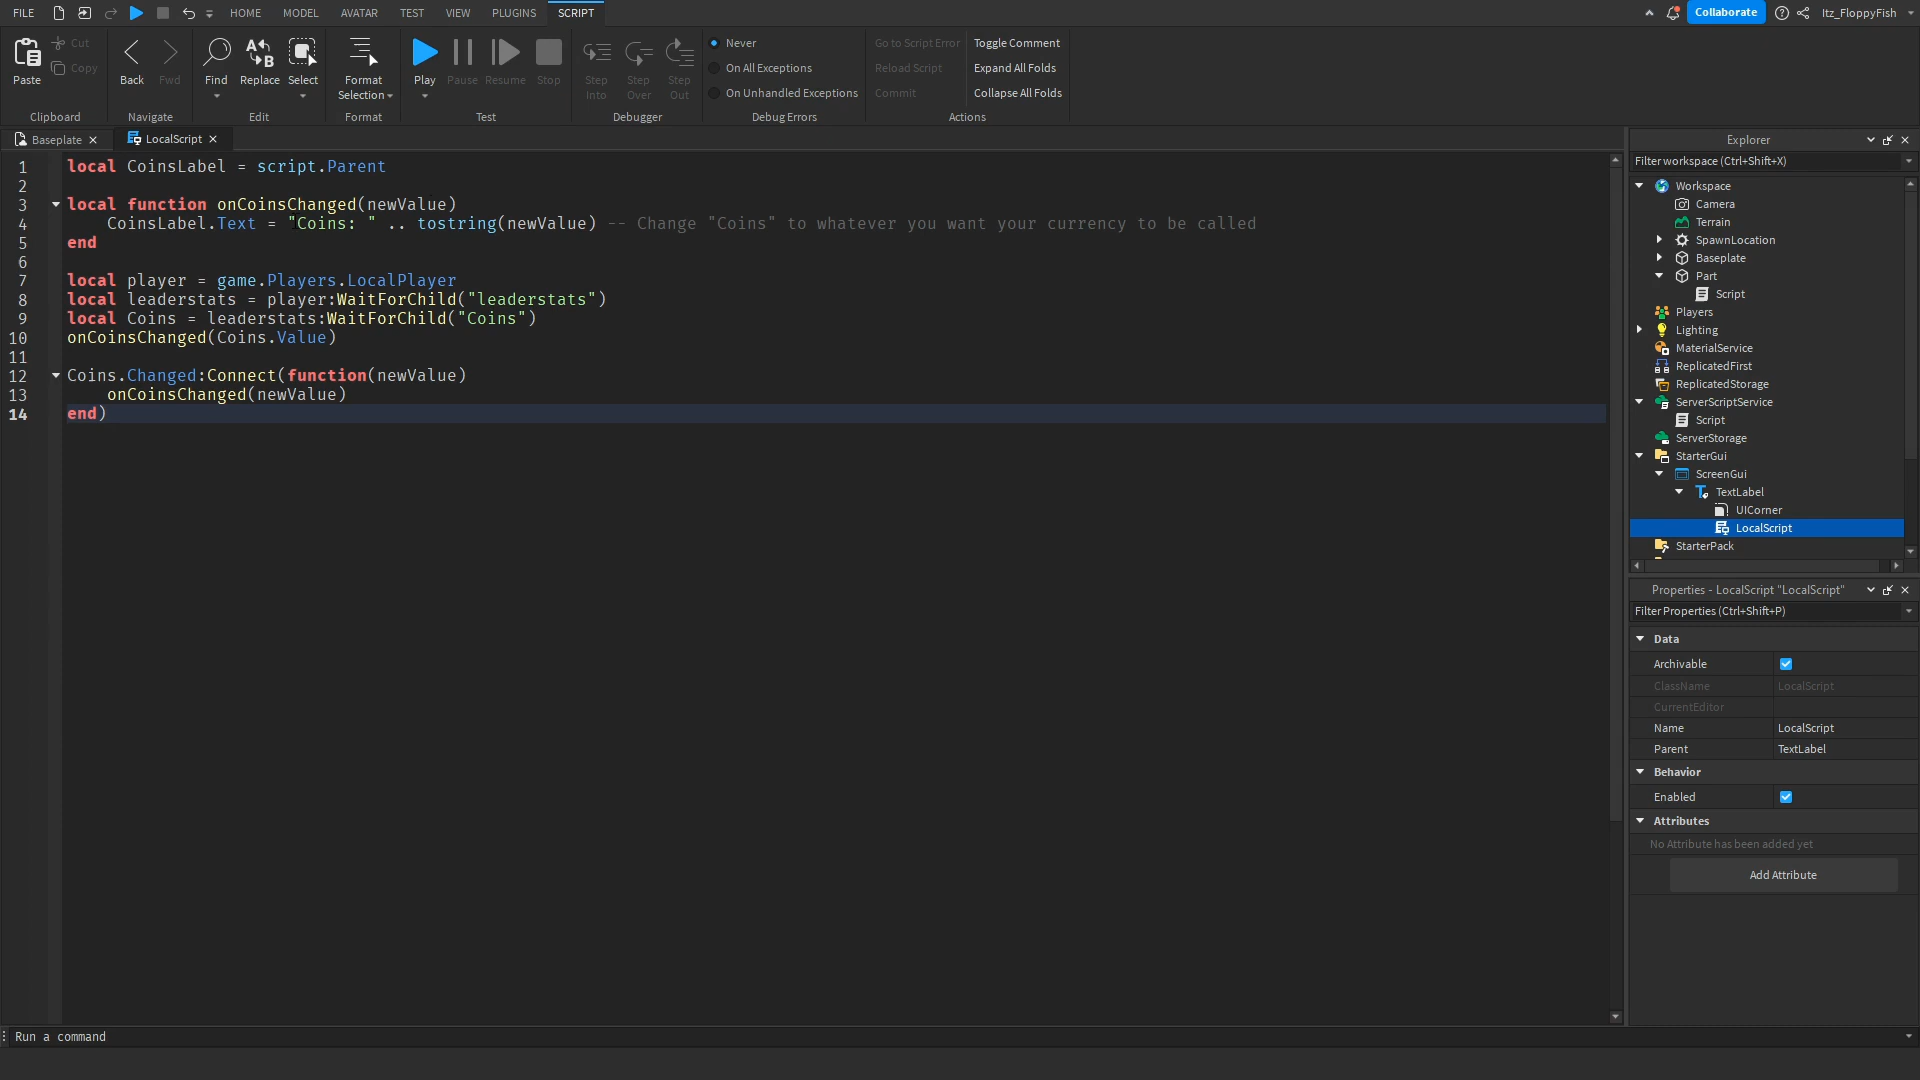 FILE
HOME
MODEL
AVATAR
TEST
VIEW
PLUGINS
SCRIPT
Collaborate
Itz_FloppyFish
Paste
Cut
Copy
Clipboard
Back
Fwd
Navigate
Find
Replace
Select
Edit
Format
Selection
Format
Play
Pause
Resume
Stop
Test
Step
Into
Step
Over
Step
Out
Debugger
Never
On All Exceptions
On Unhandled Exceptions
Debug Errors
Go to Script Error
Reload Script
Commit
Toggle Comment
Expand All Folds
Collapse All Folds
Actions
Baseplate
LocalScript
1 local CoinsLabel = script.Parent
2
3 local function onCoinsChanged(newValue)
4 CoinsLabel.Text = "Coins: " .. tostring(newValue) -- Change "Coins" to whatever you want your currency to be called
5 end
6
7 local player = game.Players.LocalPlayer
8 local leaderstats = player:WaitForChild("leaderstats")
9 local Coins = leaderstats:WaitForChild("Coins")
10 onCoinsChanged(Coins.Value)
11
12 Coins.Changed:Connect(function(newValue)
13 onCoinsChanged(newValue)
14 end)
Explorer
Filter workspace (Ctrl+Shift+X)
Workspace
Camera
Terrain
SpawnLocation
Baseplate
Part
Script
Players
Lighting
MaterialService
ReplicatedFirst
ReplicatedStorage
ServerScriptService
Script
ServerStorage
StarterGui
ScreenGui
TextLabel
UICorner
LocalScript
StarterPack
Properties - LocalScript "LocalScript"
Filter Properties (Ctrl+Shift+P)
Data
Archivable
ClassName LocalScript
CurrentEditor
Name LocalScript
Parent TextLabel
Behavior
Enabled
Attributes
No Attribute has been added yet
Add Attribute
Run a command